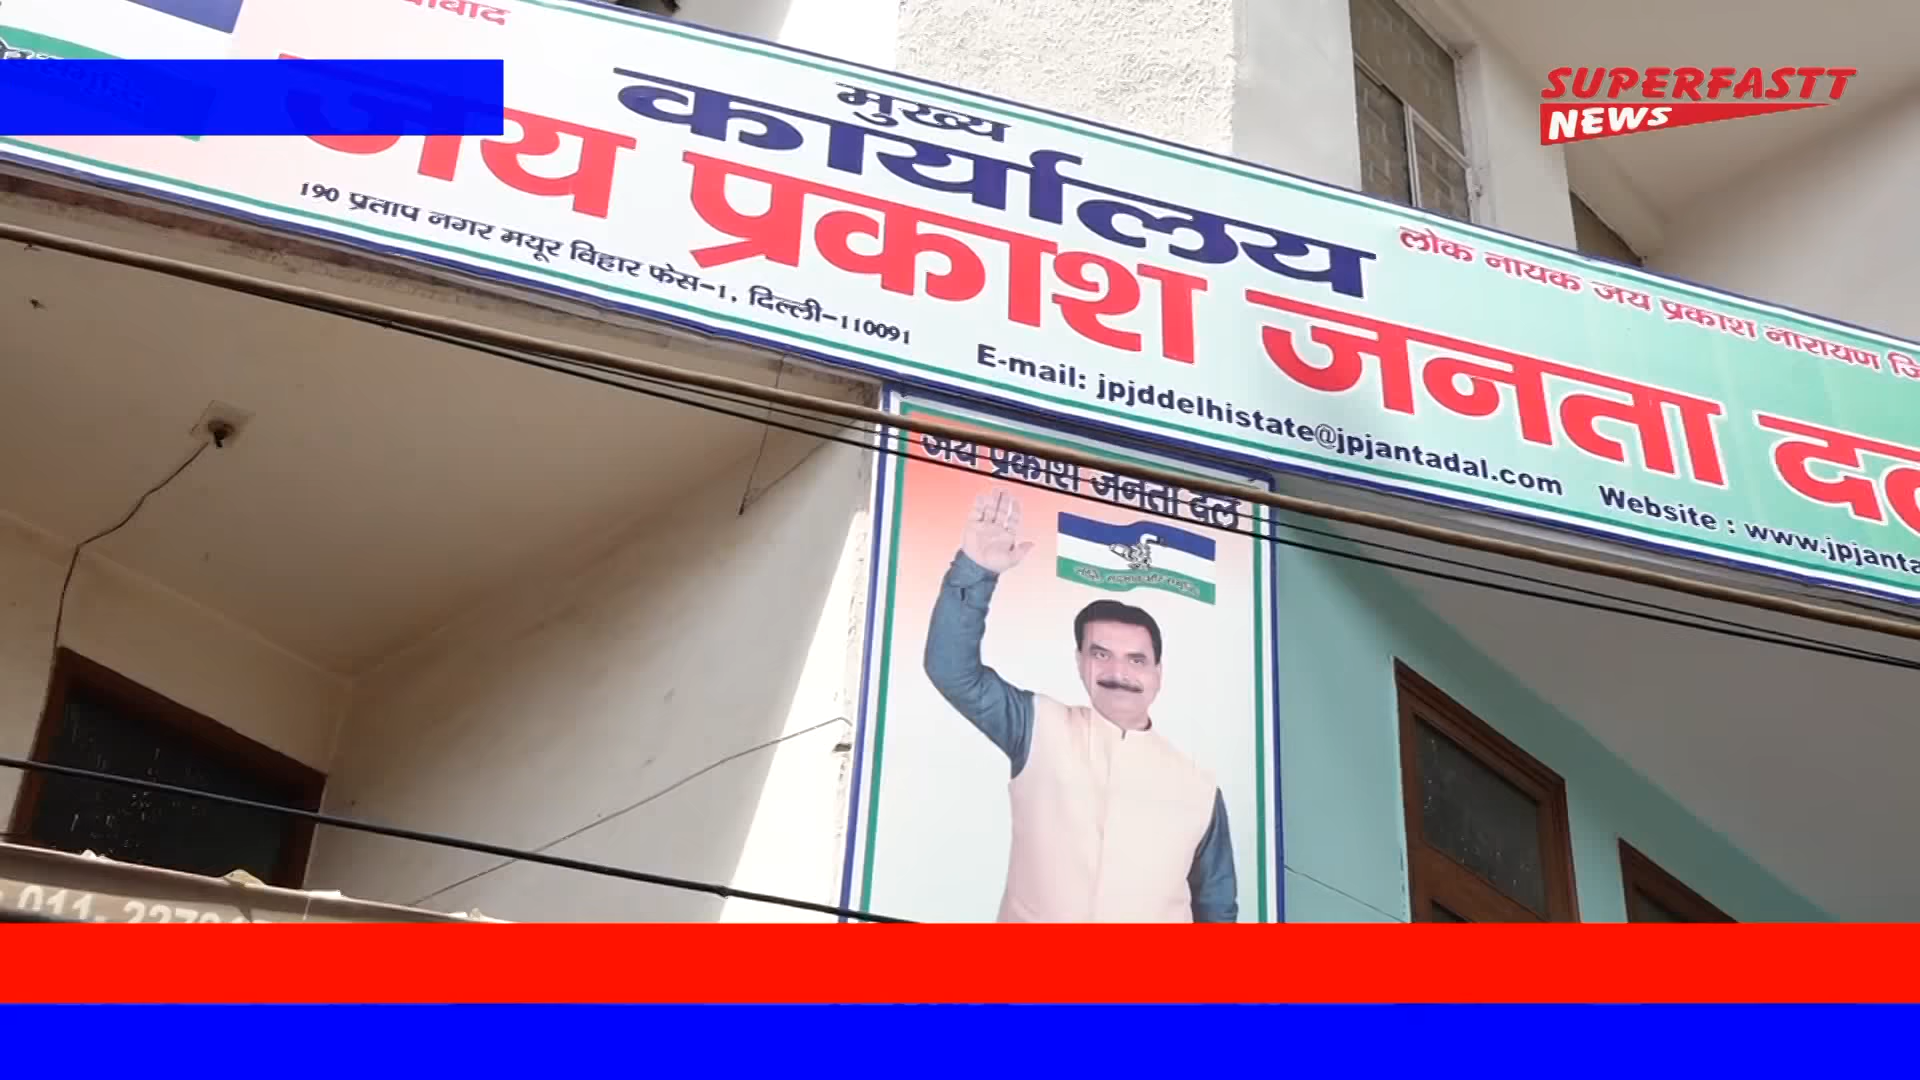 SUPERFASTT
NEWS
मुख्य
कार्यालय
जय प्रकाश जनता
190 प्रताप नगर मयूर विहार फेस-1, दिल्ली-110091
लोक नायक जय प्रकाश नारायण
E-mail: jpjddelhistate@jpjantadal.com
Website : www.jpjanta
जय प्रकाश जनता दल
011-